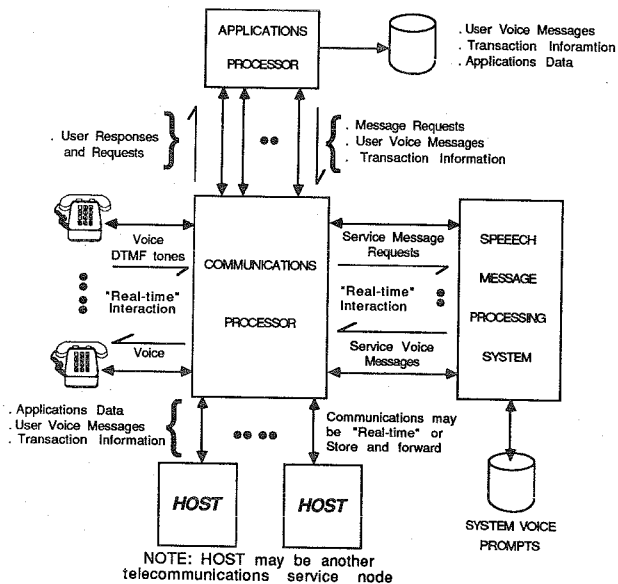 APPLICATIONS
PROCESSOR
. User Voice Messages
. Transaction Inforamtion
. Applications Data
. User Responses
and Requests
. Message Requests
. User Voice Messages
. Transaction Information
Voice
DTMF tones
"Real-time"
Interaction
Voice
COMMUNICATIONS
PROCESSOR
Service Message
Requests
"Real-time"
Interaction
Service Voice
Messages
SPEEECH
MESSAGE
PROCESSING
SYSTEM
. Applications Data
. User Voice Messages
. Transaction Information
Communications may
be "Real-time" or
Store and forward
HOST
HOST
SYSTEM VOICE
PROMPTS
NOTE: HOST may be another
telecommunications service node